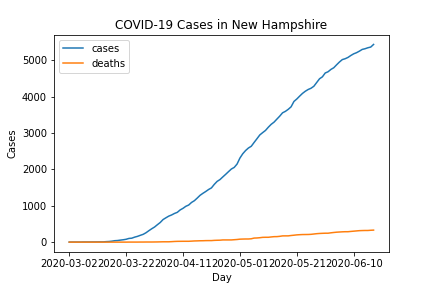 COVID-19 Cases in New Hampshire
cases
deaths
5000
4000
3000
2000
1000
0
Cases
2020-03-02 2020-03-22 2020-04-11 2020-05-01 2020-05-21 2020-06-10
Day